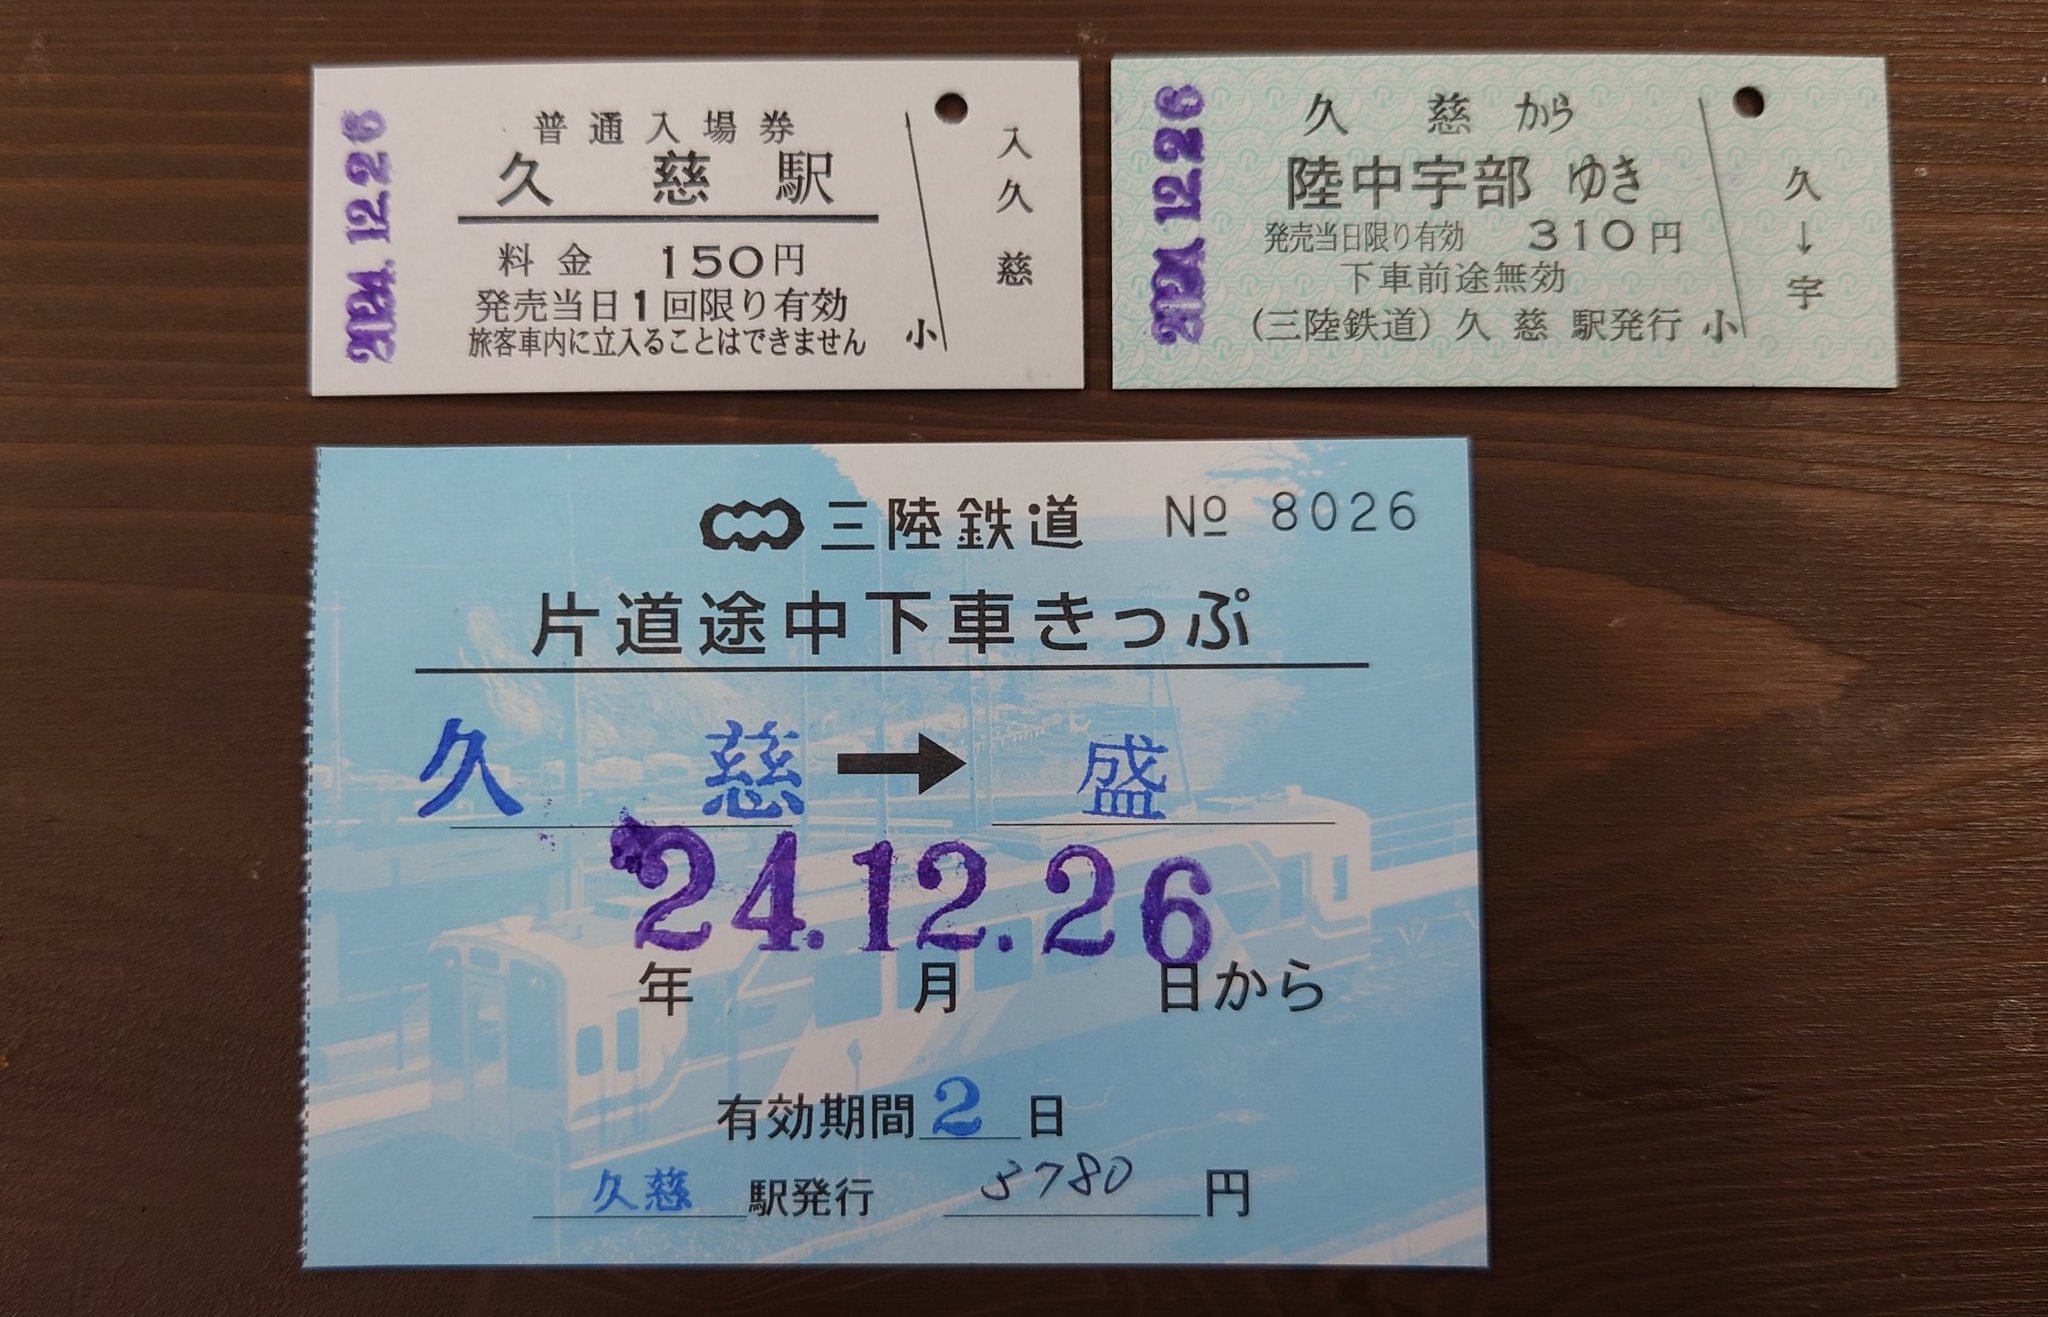 2024.12.26
普通入場券
久慈駅
料金 150円
発売当日1回限り有効
旅客車内に立入ることはできません
小
入
久
慈
2024.12.26
久慈から
陸中宇部 ゆき
発売当日限り有効 310円
下車前途無効
(三陸鉄道)久慈駅発行 小
久
↓
宇
三陸鉄道 No 8026
片道途中下車きっぷ
久慈→盛
24.12.26
年 月 日から
有効期間 2 日
久慈 駅発行 3780 円